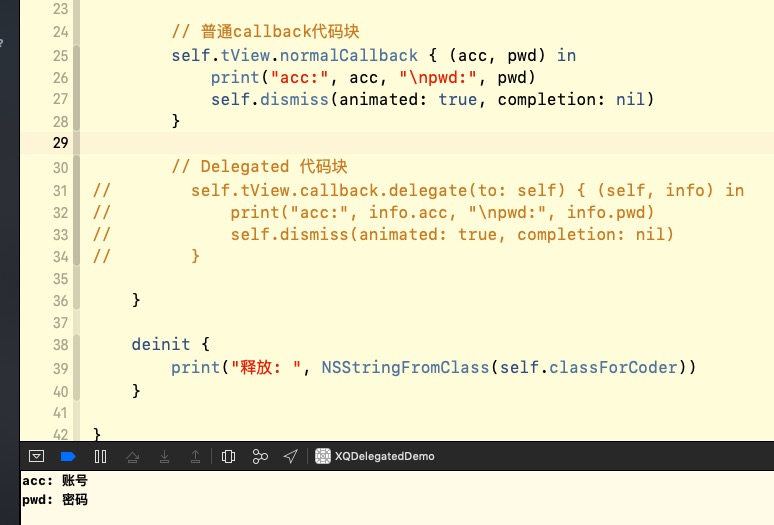 23
24 // 普通callback代码块
25 self.tView.normalCallback { (acc, pwd) in
26 print("acc:", acc, "\npwd:", pwd)
27 self.dismiss(animated: true, completion: nil)
28 }
29
30 // Delegated 代码块
31 // self.tView.callback.delegate(to: self) { (self, info) in
32 // print("acc:", info.acc, "\npwd:", info.pwd)
33 // self.dismiss(animated: true, completion: nil)
34 // }
35
36 }
37
38 deinit {
39 print("释放: ", NSStringFromClass(self.classForCoder))
40 }
41
42 }
XQDelegatedDemo
acc: 账号
pwd: 密码